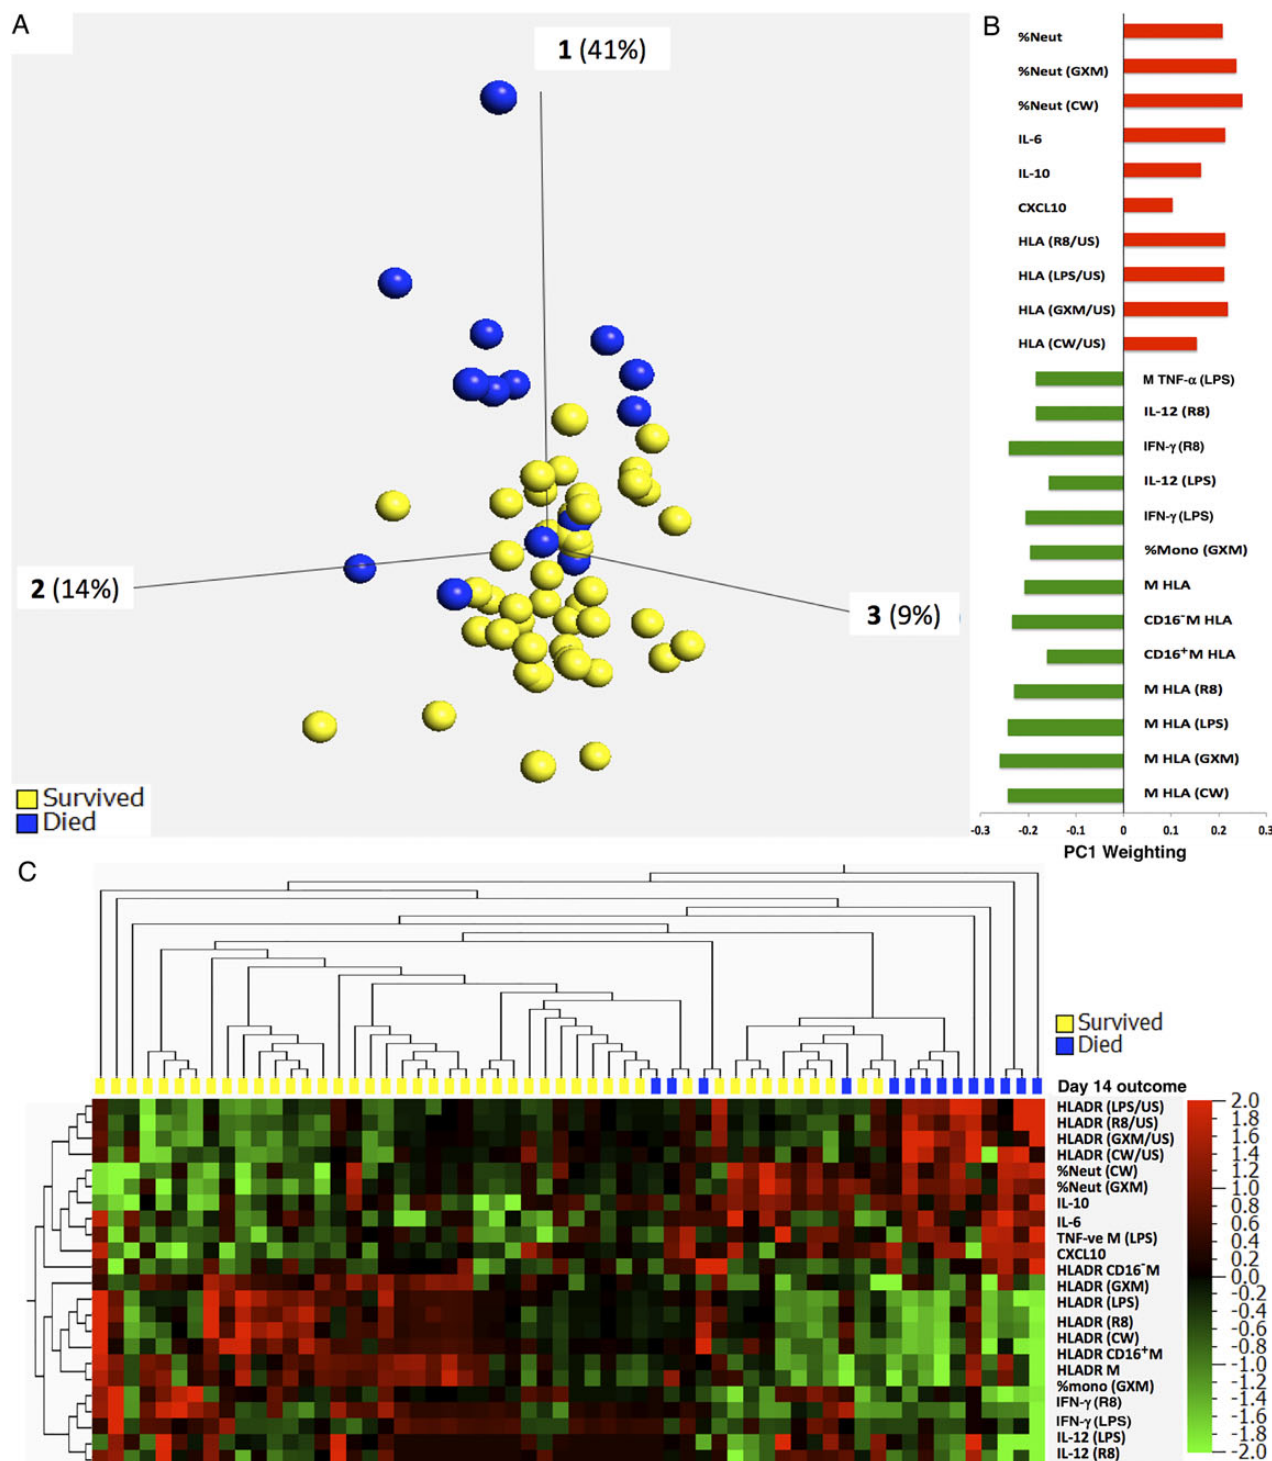 A
1 (41%)
2 (14%)
3 (9%)
Survived
Died
B
%Neut
%Neut (GXM)
%Neut (CW)
IL-6
IL-10
CXCL10
HLA (R8/US)
HLA (LPS/US)
HLA (GXM/US)
HLA (CW/US)
M TNF-α (LPS)
IL-12 (R8)
IFN-γ (R8)
IL-12 (LPS)
IFN-γ (LPS)
%Mono (GXM)
M HLA
CD16⁻M HLA
CD16⁺M HLA
M HLA (R8)
M HLA (LPS)
M HLA (GXM)
M HLA (CW)
-0.3 -0.2 -0.1 0 0.1 0.2 0.3
PC1 Weighting
C
Survived
Died
Day 14 outcome
HLADR (LPS/US)
HLADR (R8/US)
HLADR (GXM/US)
HLADR (CW/US)
%Neut (CW)
%Neut (GXM)
IL-10
IL-6
TNF-ve M (LPS)
CXCL10
HLADR CD16⁻M
HLADR (GXM)
HLADR (LPS)
HLADR (R8)
HLADR (CW)
HLADR CD16⁺M
HLADR M
%mono (GXM)
IFN-γ (R8)
IFN-γ (LPS)
IL-12 (LPS)
IL-12 (R8)
2.0
1.8
1.6
1.4
1.2
1.0
0.8
0.6
0.4
0.2
0.0
-0.2
-0.4
-0.6
-0.8
-1.0
-1.2
-1.4
-1.6
-1.8
-2.0